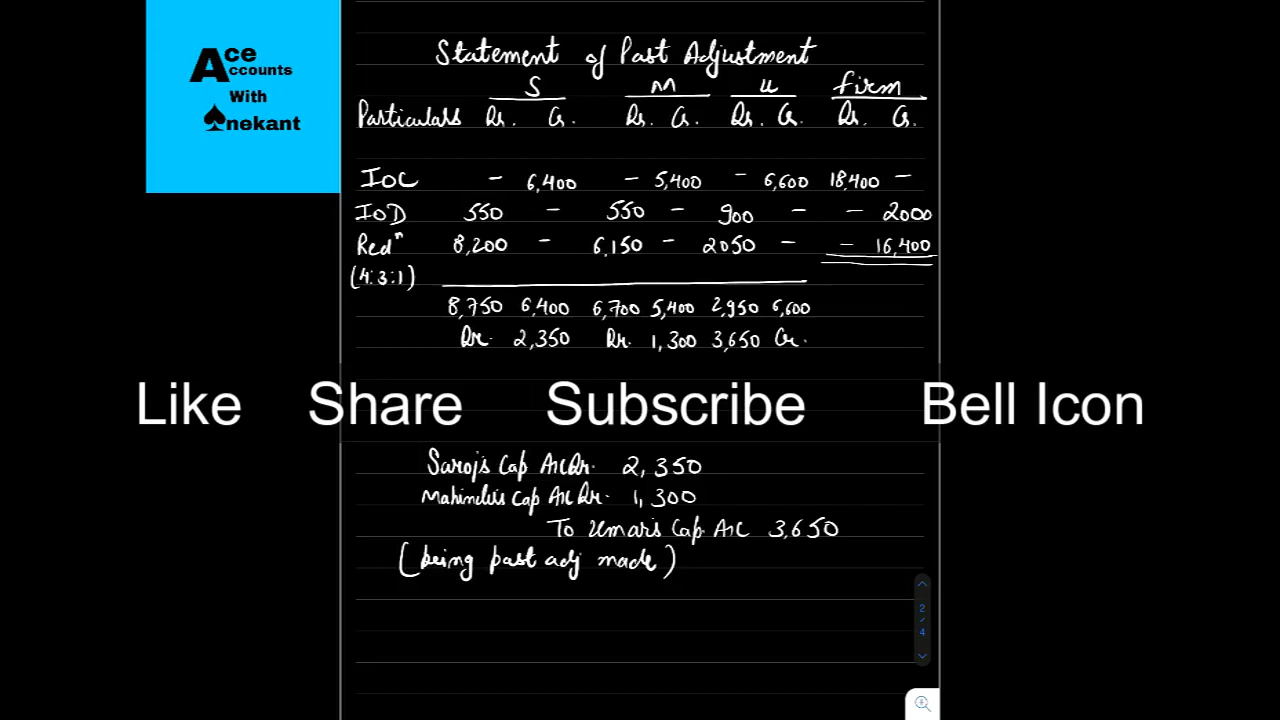 Ace
Accounts
With
Anekant
Statement of Past Adjustment
S M U firm
Particulars Dr. Cr. Dr. Cr. Dr. Cr. Dr. Cr.
IOC - 6,400 - 5,400 - 6,600 18,400 -
IOD 550 - 550 - 900 - - 2000
Redⁿ 8,200 - 6,150 - 2050 - - 16,400
(4:3:1)
8,750 6,400 6,700 5,400 2,950 6,600
Dr. 2,350 Dr. 1,300 3,650 Cr.
Like Share Subscribe Bell Icon
Saroj's Cap A/c Dr. 2,350
Mahinder's Cap A/c Dr. 1,300
To Umar's Cap A/c 3,650
(being past adj made)
2
/
4